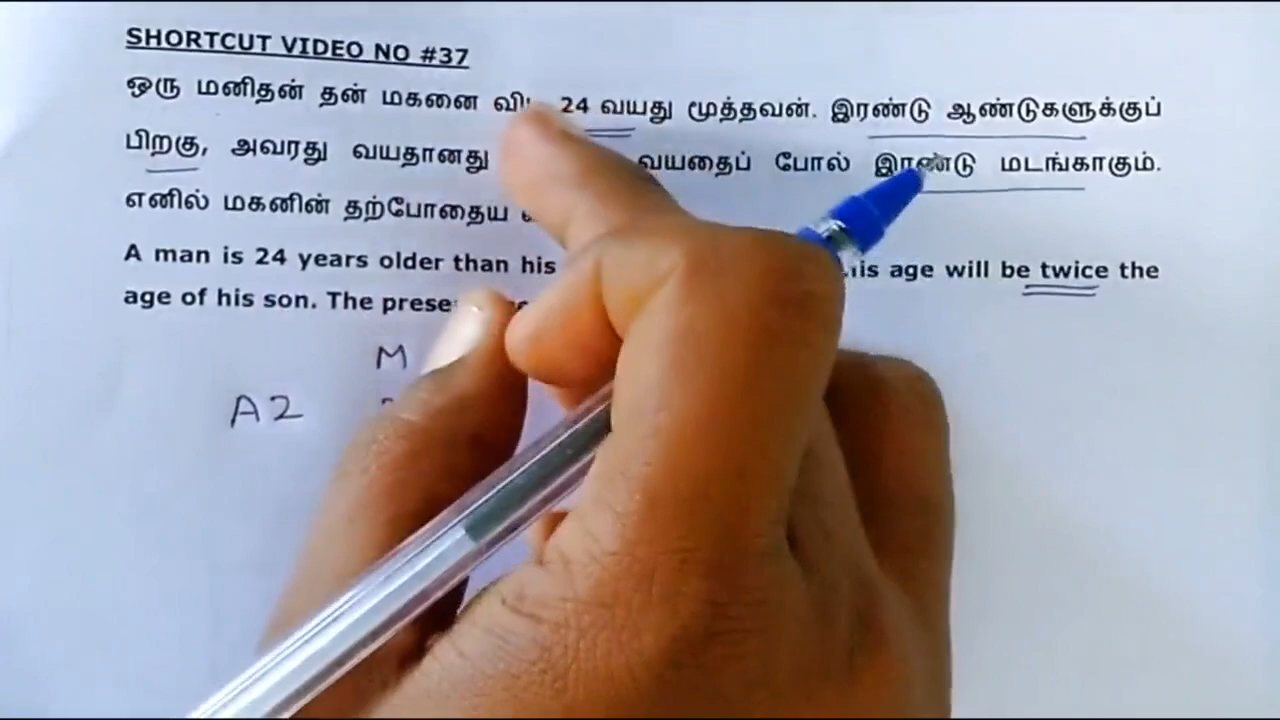 SHORTCUT VIDEO NO #37
ஒரு மனிதன் தன் மகனை 24 வயது மூத்தவன். இரண்டு ஆண்டுகளுக்குப்
பிறகு, அவரது வயதானது வயதைப் போல் இரண்டு மடங்காகும்.
எனில் மகனின் தற்போதைய
A man is 24 years older than his his age will be twice the
age of his son. The
M
A2